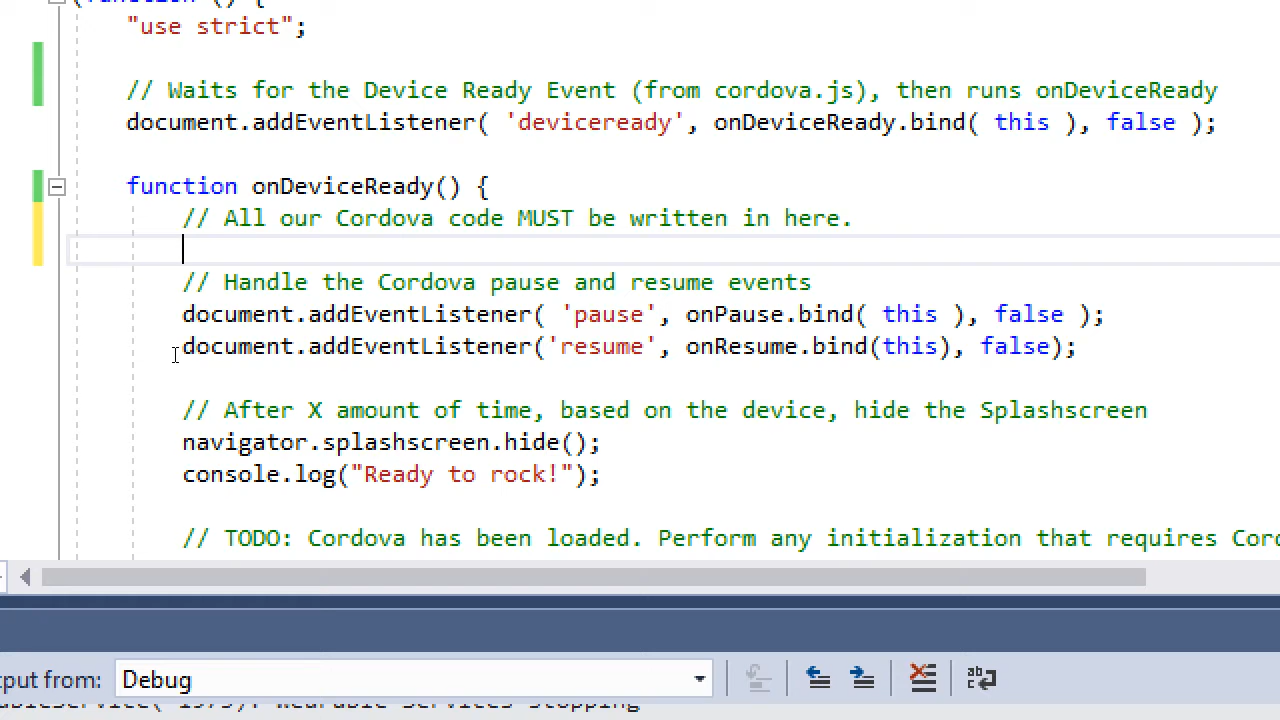 (function () {
"use strict";
// Waits for the Device Ready Event (from cordova.js), then runs onDeviceReady
document.addEventListener( 'deviceready', onDeviceReady.bind( this ), false );
function onDeviceReady() {
// All our Cordova code MUST be written in here.
// Handle the Cordova pause and resume events
document.addEventListener( 'pause', onPause.bind( this ), false );
document.addEventListener('resume', onResume.bind(this), false);
// After X amount of time, based on the device, hide the Splashscreen
navigator.splashscreen.hide();
console.log("Ready to rock!");
// TODO: Cordova has been loaded. Perform any initialization that requires Cord
put from: Debug